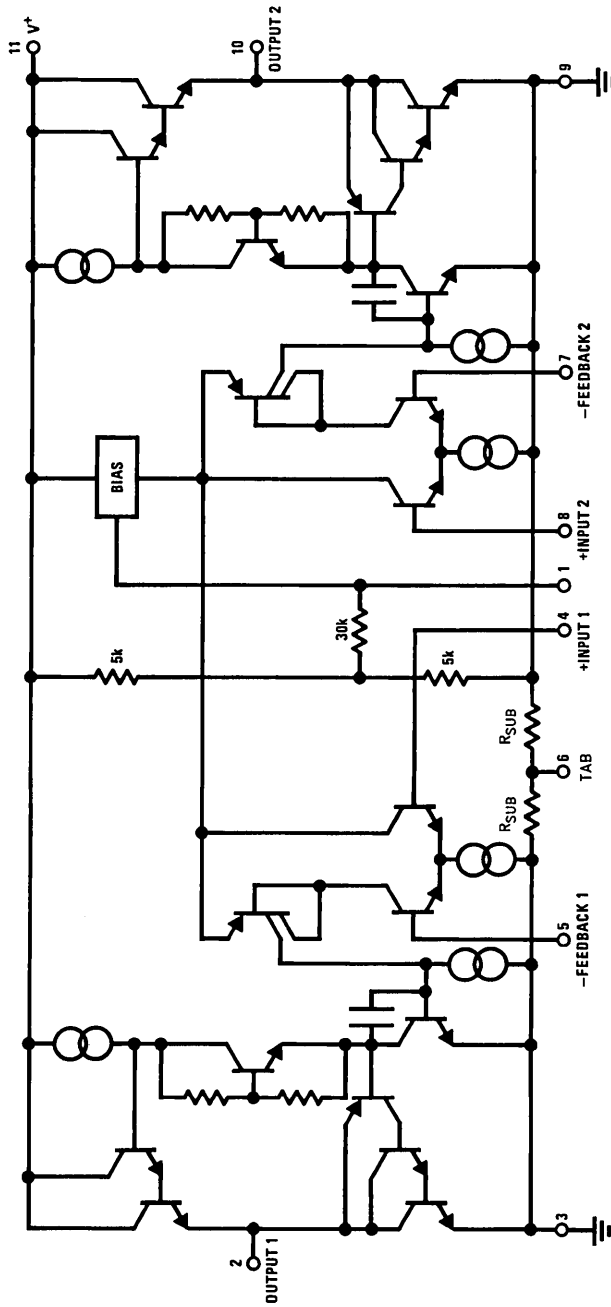 11 V+
10
OUTPUT 2
9
7
–FEEDBACK 2
BIAS
8
+INPUT 2
1
30k
4
+INPUT 1
5k
5k
RSUB
6
TAB
RSUB
5
–FEEDBACK 1
2
OUTPUT 1
3